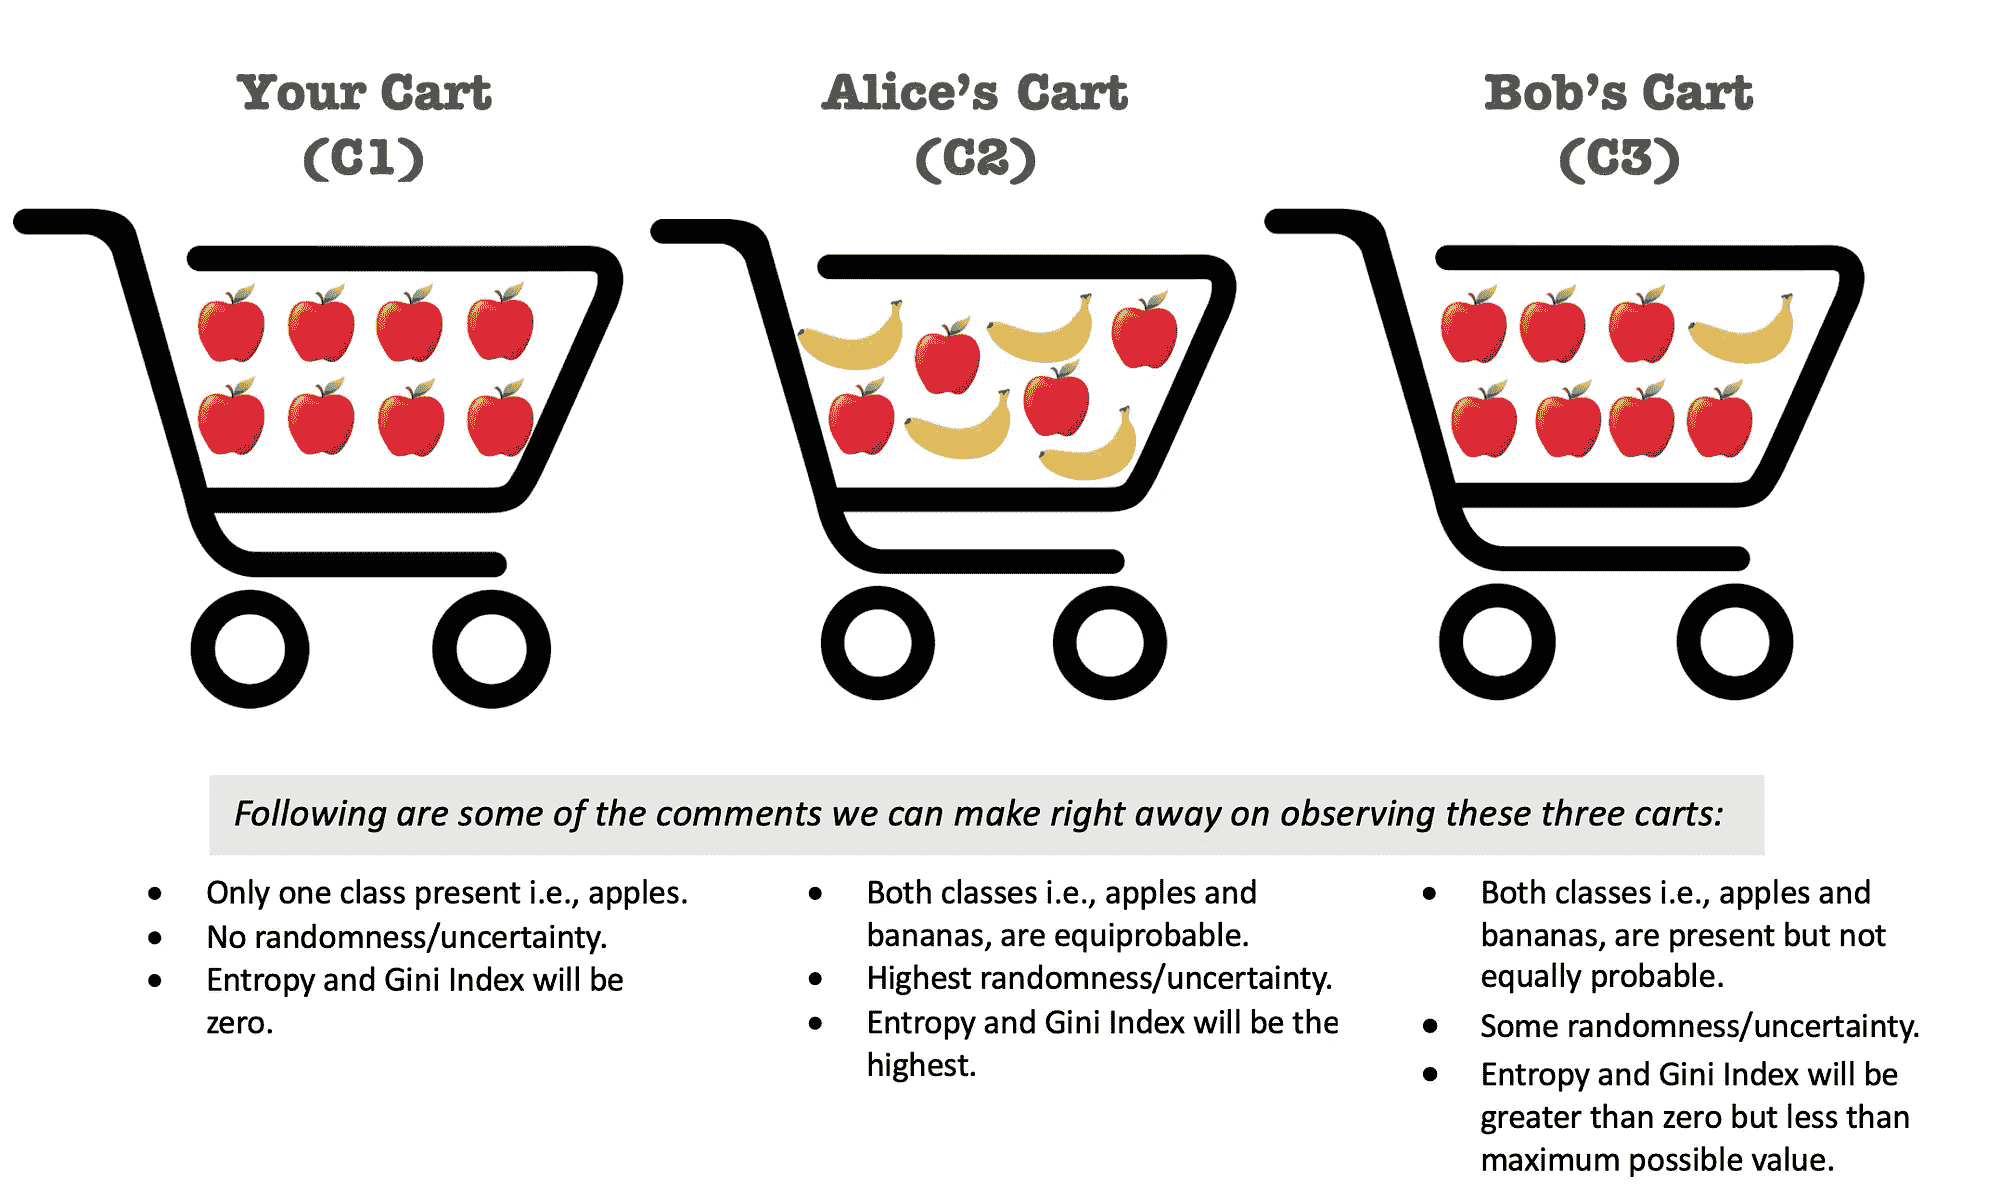 Your Cart
(C1)
Alice's Cart
(C2)
Bob's Cart
(C3)
Following are some of the comments we can make right away on observing these three carts:
• Only one class present i.e., apples.
• No randomness/uncertainty.
• Entropy and Gini Index will be
zero.
• Both classes i.e., apples and
bananas, are equiprobable.
• Highest randomness/uncertainty.
• Entropy and Gini Index will be the
highest.
• Both classes i.e., apples and
bananas, are present but not
equally probable.
• Some randomness/uncertainty.
• Entropy and Gini Index will be
greater than zero but less than
maximum possible value.